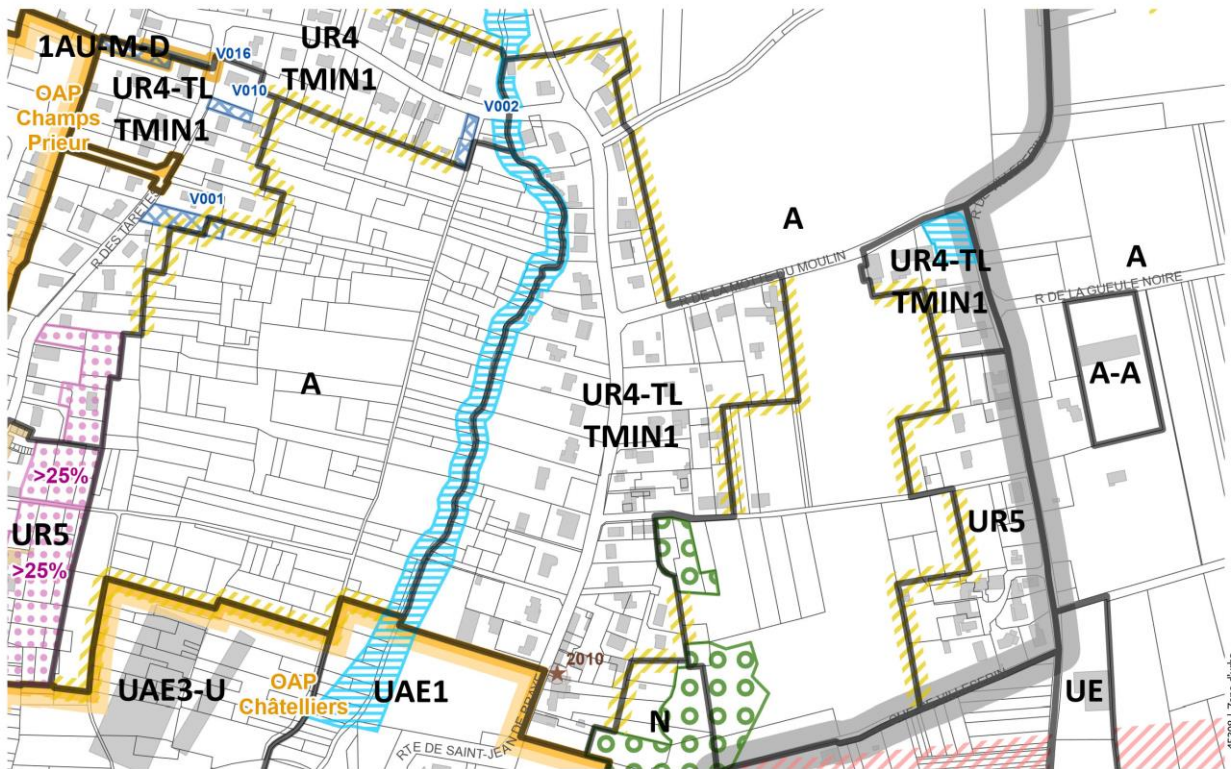 1AU-M-D
V016
UR4
TMIN1
UR4-TL
TMIN1
V010
OAP
Champs
Prieur
V002
V001
R DES TARETES
A
R DE LA MOTTE DU MOULIN
UR4-TL
TMIN1
A
R DE LA GUEULE NOIRE
A-A
A
UR4-TL
TMIN1
>25%
UR5
>25%
UR5
UAE3-U
OAP
Châtelliers
UAE1
2010
N
UE
RTE DE SAINT-JEAN DE BRAYE